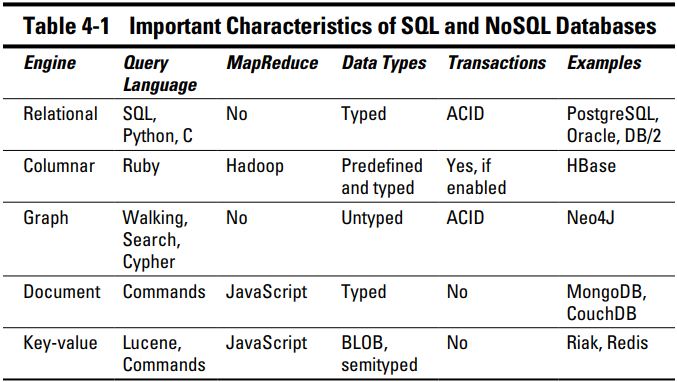 Table 4-1 Important Characteristics of SQL and NoSQL Databases
Engine Query Language MapReduce Data Types Transactions Examples
Relational SQL, Python, C No Typed ACID PostgreSQL, Oracle, DB/2
Columnar Ruby Hadoop Predefined and typed Yes, if enabled HBase
Graph Walking, Search, Cypher No Untyped ACID Neo4J
Document Commands JavaScript Typed No MongoDB, CouchDB
Key-value Lucene, Commands JavaScript BLOB, semityped No Riak, Redis